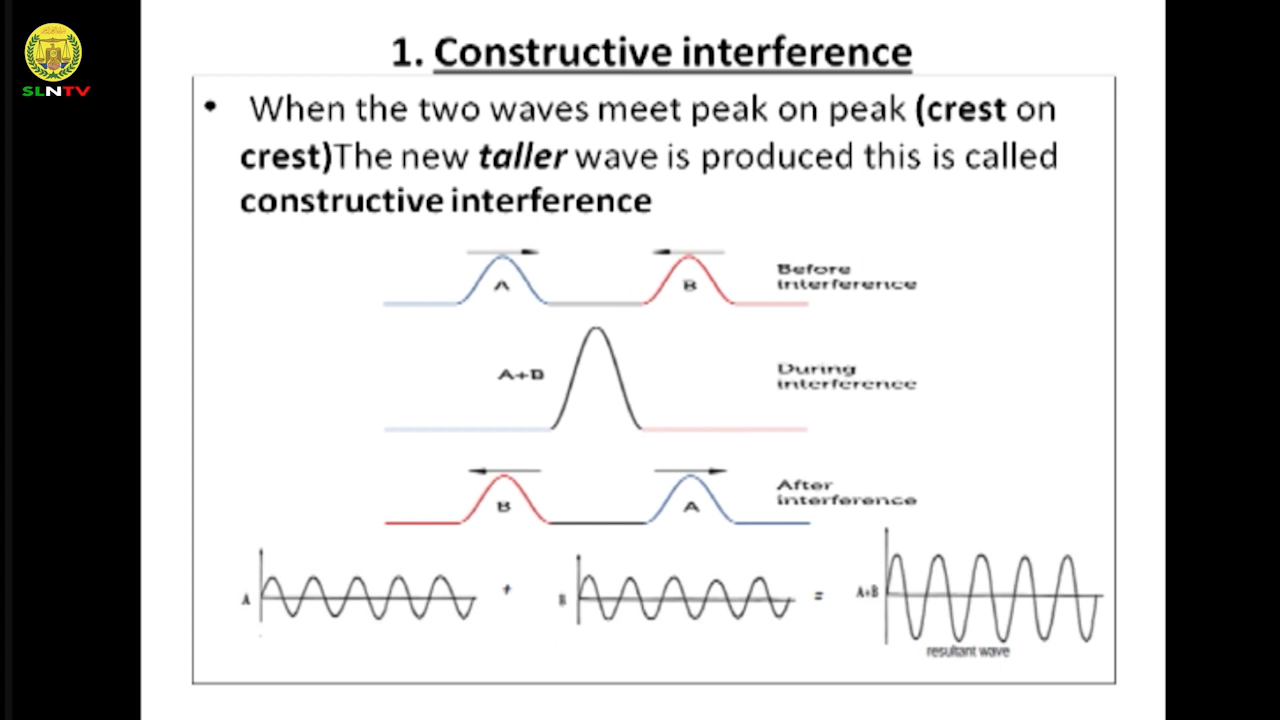 SLNTV
1. Constructive interference
• When the two waves meet peak on peak (crest on
crest)The new taller wave is produced this is called
constructive interference
A
B
Before
interference
A+B
During
interference
B
A
After
interference
A
+
B
=
A+B
resultant wave